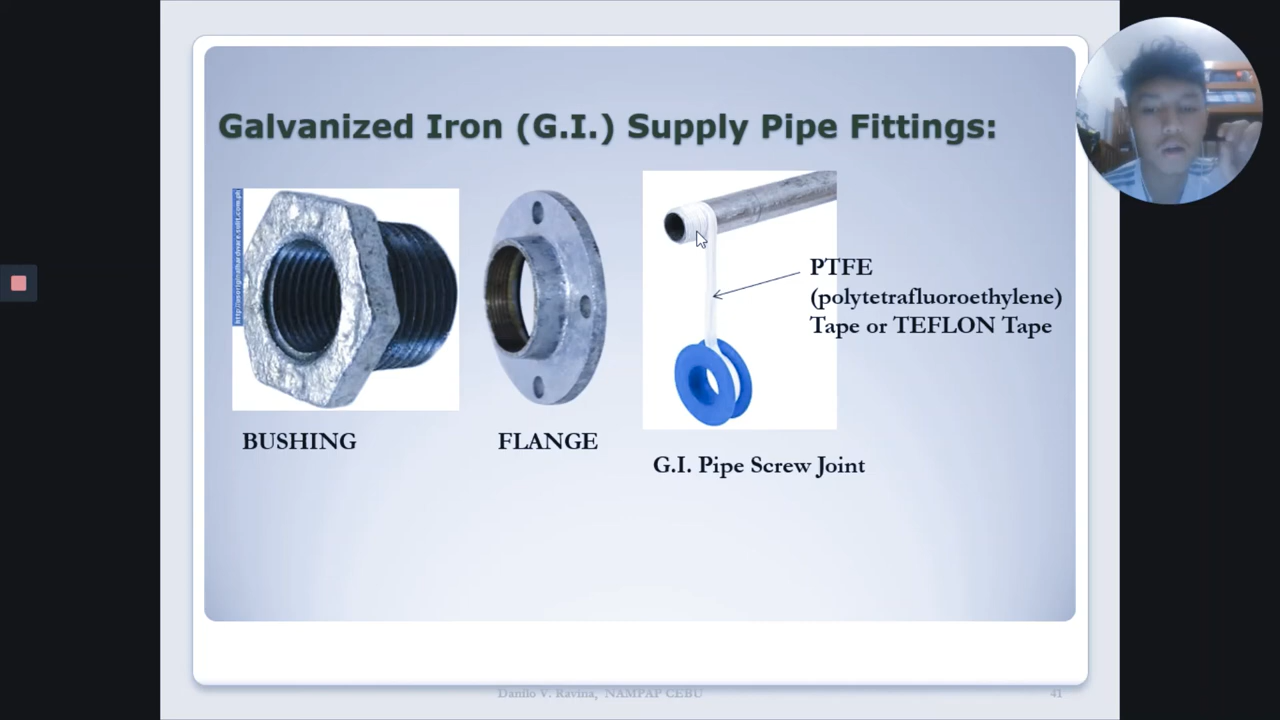 Galvanized Iron (G.I.) Supply Pipe Fittings:
PTFE
(polytetrafluoroethylene)
Tape or TEFLON Tape
BUSHING
FLANGE
G.I. Pipe Screw Joint
Danilo V. Ravina, NAMPAP CEBU
41